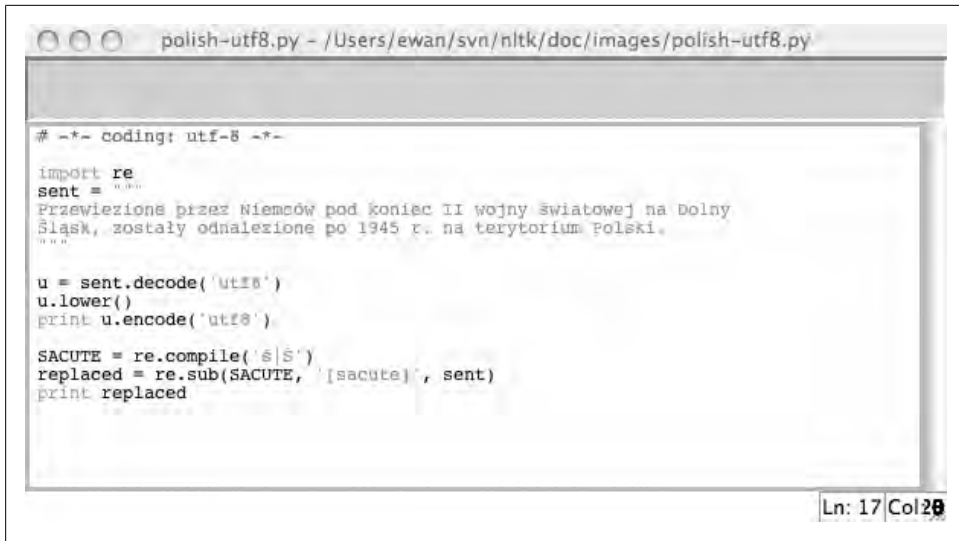 polish-utf8.py - /Users/ewan/svn/nltk/doc/images/polish-utf8.py
# -*- coding: utf-8 -*-
import re
sent = """
Przewiezione przez Niemców pod koniec II wojny światowej na Dolny
Śląsk, zostały odnalezione po 1945 r. na terytorium Polski.
"""
u = sent.decode('utf8')
u.lower()
print u.encode('utf8')
SACUTE = re.compile('ś|Ś')
replaced = re.sub(SACUTE, '[sacute]', sent)
print replaced
Ln: 17 Col